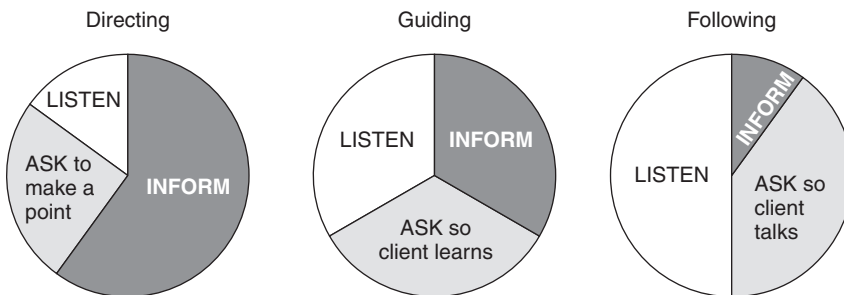 Directing
LISTEN
ASK to
make a
point
INFORM
Guiding
LISTEN
INFORM
ASK so
client learns
Following
LISTEN
INFORM
ASK so
client
talks